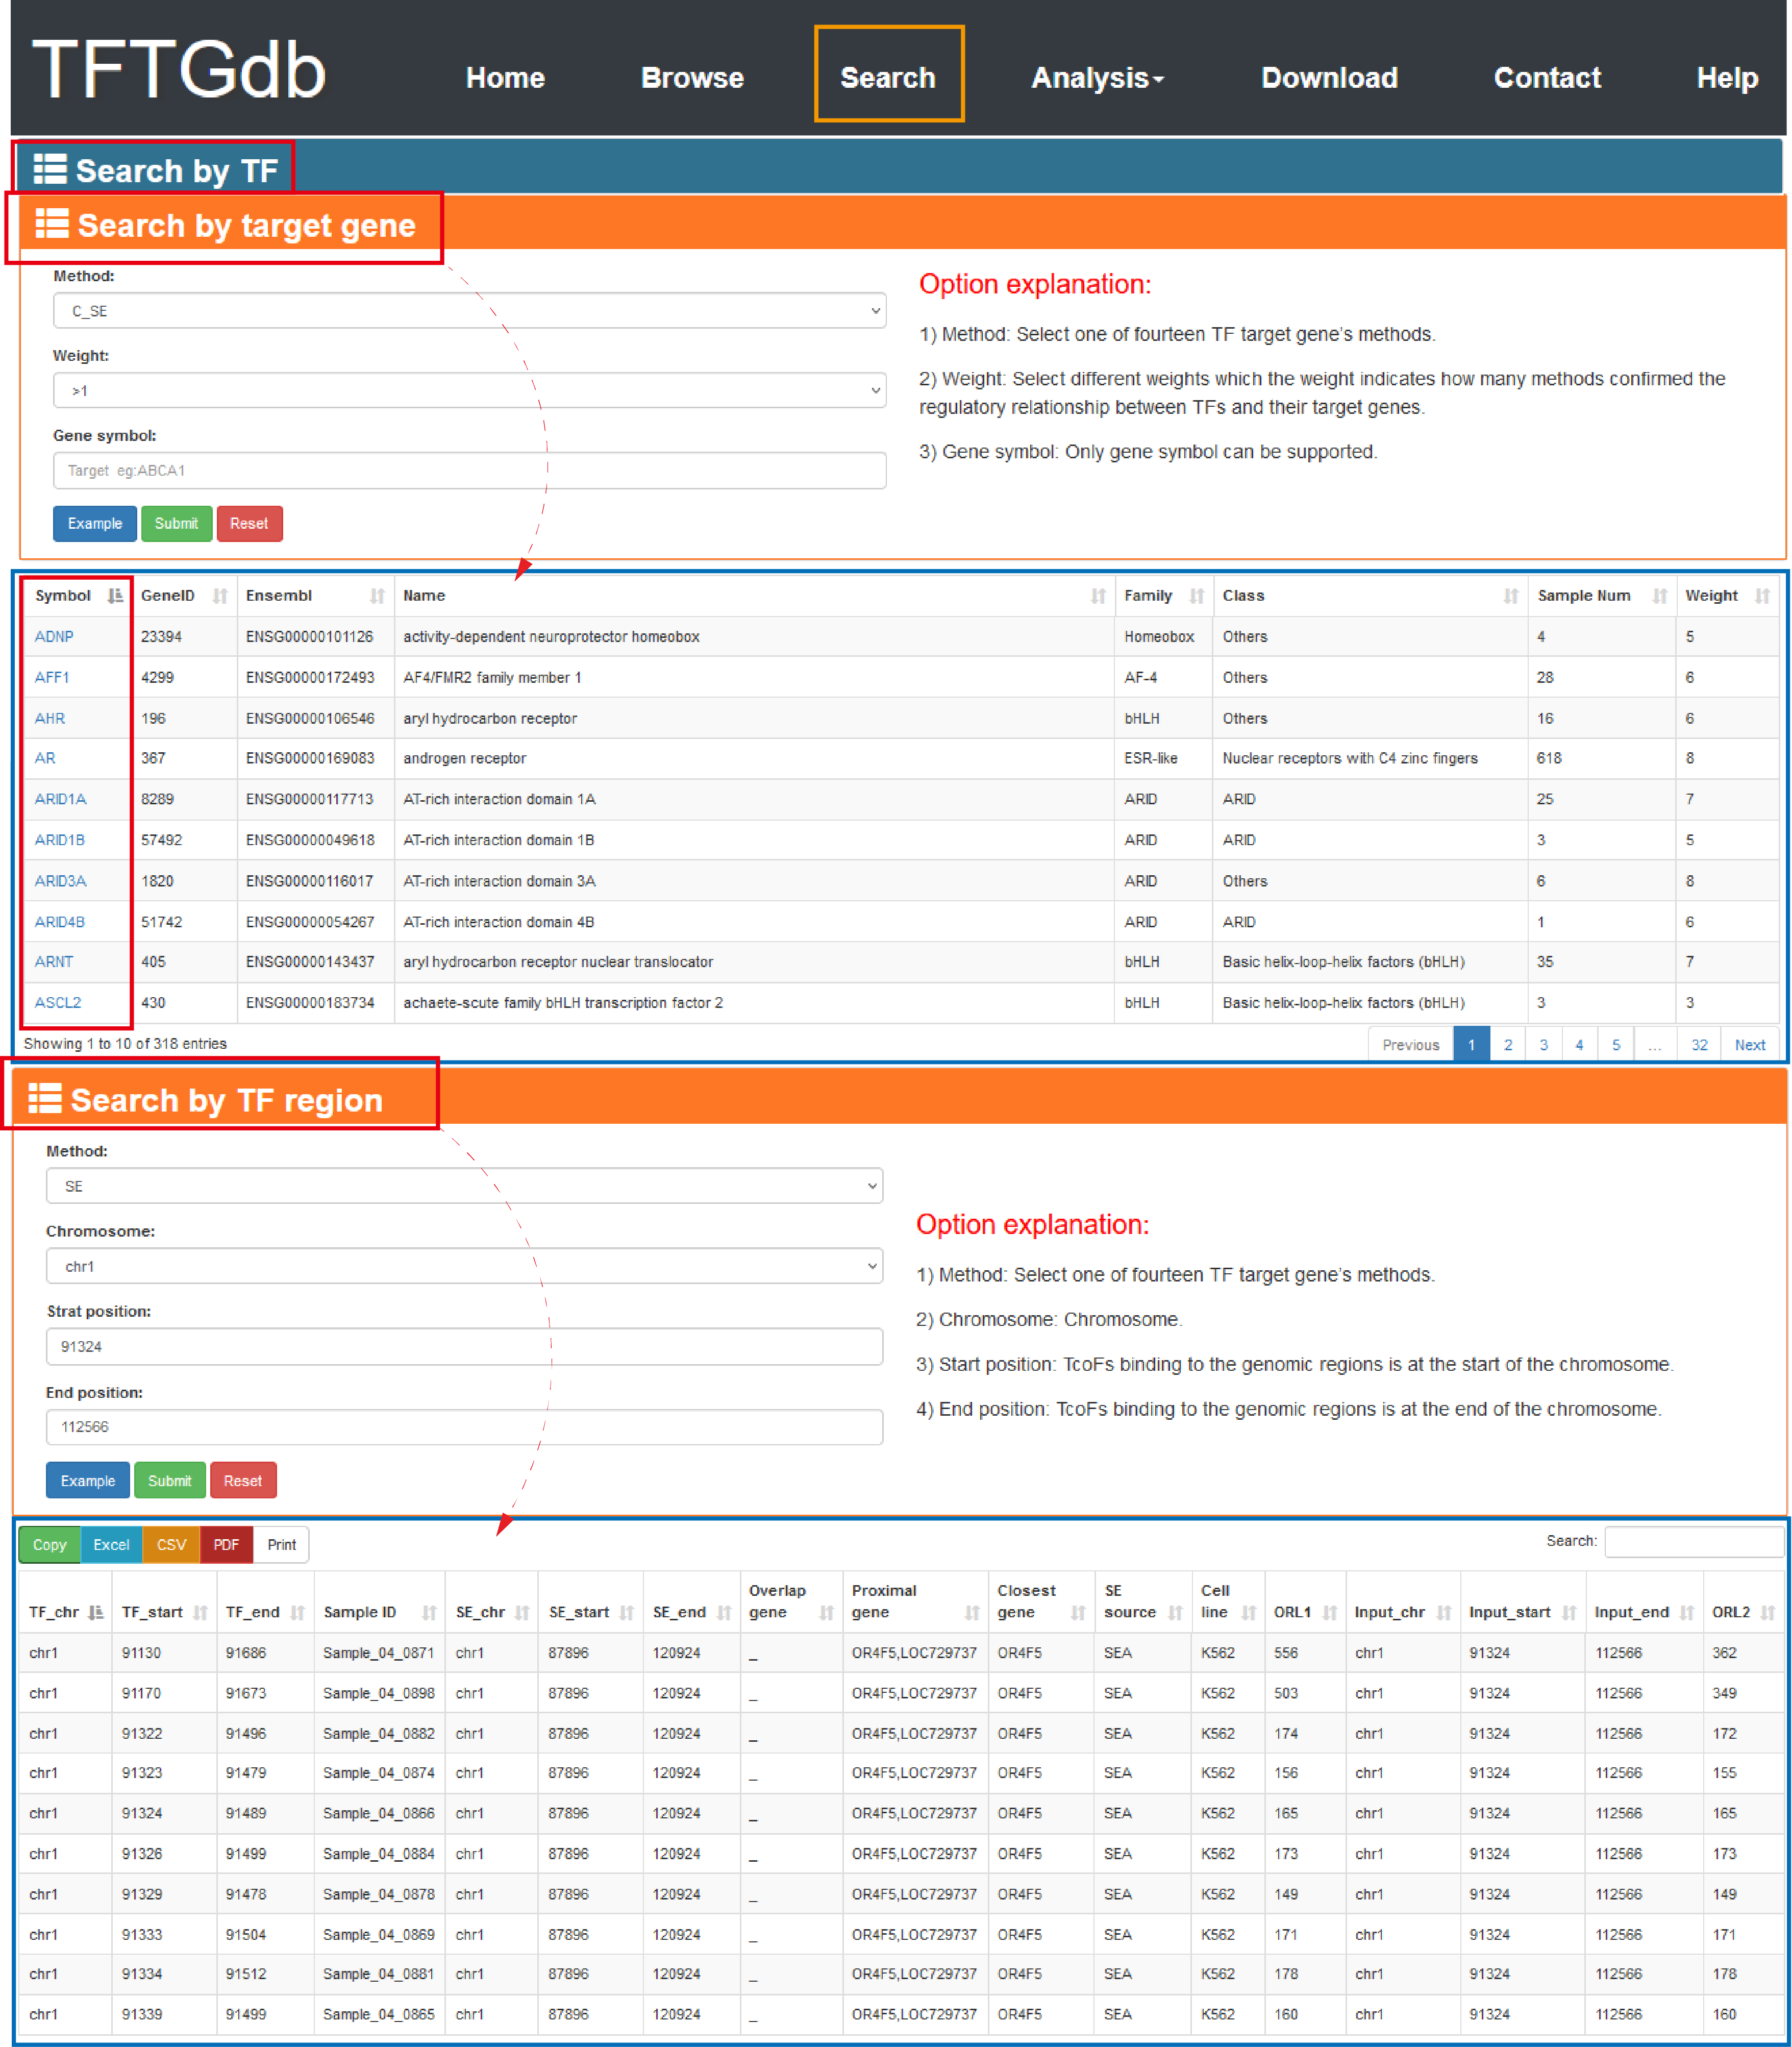 TFTGdb Home Browse Search Analysis Download Contact Help
Search by TF
Search by target gene
Method:
C_SE
Weight:
>1
Gene symbol:
Target eg:ABCA1
Example Submit Reset
Option explanation:
1) Method: Select one of fourteen TF target gene's methods.
2) Weight: Select different weights which the weight indicates how many methods confirmed the
regulatory relationship between TFs and their target genes.
3) Gene symbol: Only gene symbol can be supported.
Symbol GeneID Ensembl Name Family Class Sample Num Weight
ADNP 23394 ENSG00000101126 activity-dependent neuroprotector homeobox Homeobox Others 4 5
AFF1 4299 ENSG00000172493 AF4/FMR2 family member 1 AF-4 Others 28 6
AHR 196 ENSG00000106546 aryl hydrocarbon receptor bHLH Others 16 6
AR 367 ENSG00000169083 androgen receptor ESR-like Nuclear receptors with C4 zinc fingers 618 8
ARID1A 8289 ENSG00000117713 AT-rich interaction domain 1A ARID ARID 25 7
ARID1B 57492 ENSG00000049618 AT-rich interaction domain 1B ARID ARID 3 5
ARID3A 1820 ENSG00000116017 AT-rich interaction domain 3A ARID Others 6 8
ARID4B 51742 ENSG00000054267 AT-rich interaction domain 4B ARID ARID 1 6
ARNT 405 ENSG00000143437 aryl hydrocarbon receptor nuclear translocator bHLH Basic helix-loop-helix factors (bHLH) 35 7
ASCL2 430 ENSG00000183734 achaete-scute family bHLH transcription factor 2 bHLH Basic helix-loop-helix factors (bHLH) 3 3
Showing 1 to 10 of 318 entries Previous 1 2 3 4 5 ... 32 Next
Search by TF region
Method:
SE
Chromosome:
chr1
Strat position:
91324
End position:
112566
Example Submit Reset
Option explanation:
1) Method: Select one of fourteen TF target gene's methods.
2) Chromosome: Chromosome.
3) Start position: TcoFs binding to the genomic regions is at the start of the chromosome.
4) End position: TcoFs binding to the genomic regions is at the end of the chromosome.
Copy Excel CSV PDF Print Search:
TF_chr TF_start TF_end Sample ID SE_chr SE_start SE_end Overlap gene Proximal gene Closest gene SE source Cell line ORL1 Input_chr Input_start Input_end ORL2
chr1 91130 91686 Sample_04_0871 chr1 87896 120924 _ OR4F5,LOC729737 OR4F5 SEA K562 556 chr1 91324 112566 362
chr1 91170 91673 Sample_04_0898 chr1 87896 120924 _ OR4F5,LOC729737 OR4F5 SEA K562 503 chr1 91324 112566 349
chr1 91322 91496 Sample_04_0882 chr1 87896 120924 _ OR4F5,LOC729737 OR4F5 SEA K562 174 chr1 91324 112566 172
chr1 91323 91479 Sample_04_0874 chr1 87896 120924 _ OR4F5,LOC729737 OR4F5 SEA K562 156 chr1 91324 112566 155
chr1 91324 91489 Sample_04_0866 chr1 87896 120924 _ OR4F5,LOC729737 OR4F5 SEA K562 165 chr1 91324 112566 165
chr1 91326 91499 Sample_04_0884 chr1 87896 120924 _ OR4F5,LOC729737 OR4F5 SEA K562 173 chr1 91324 112566 173
chr1 91329 91478 Sample_04_0878 chr1 87896 120924 _ OR4F5,LOC729737 OR4F5 SEA K562 149 chr1 91324 112566 149
chr1 91333 91504 Sample_04_0869 chr1 87896 120924 _ OR4F5,LOC729737 OR4F5 SEA K562 171 chr1 91324 112566 171
chr1 91334 91512 Sample_04_0881 chr1 87896 120924 _ OR4F5,LOC729737 OR4F5 SEA K562 178 chr1 91324 112566 178
chr1 91339 91499 Sample_04_0865 chr1 87896 120924 _ OR4F5,LOC729737 OR4F5 SEA K562 160 chr1 91324 112566 160